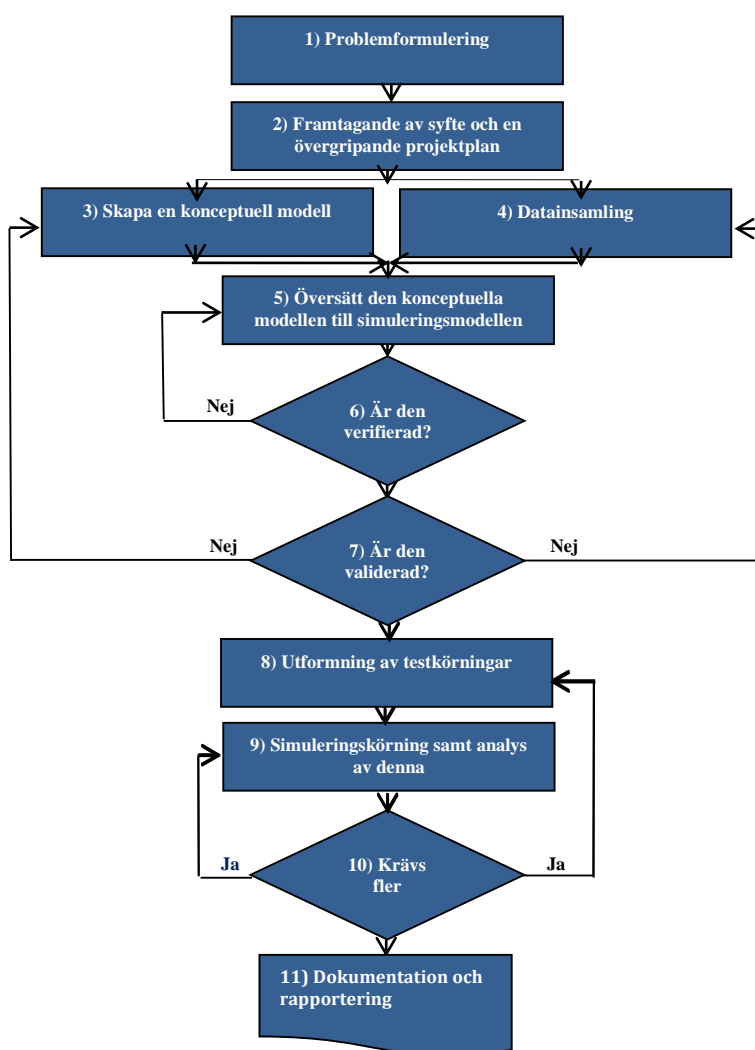 1) Problemformulering
2) Framtagande av syfte och en
övergripande projektplan
3) Skapa en konceptuell modell
4) Datainsamling
5) Översätt den konceptuella
modellen till simuleringsmodellen
Nej
6) Är den
verifierad?
Nej
7) Är den
validerad?
Nej
8) Utformning av testkörningar
9) Simuleringskörning samt analys
av denna
Ja
10) Krävs
fler
Ja
11) Dokumentation och
rapportering